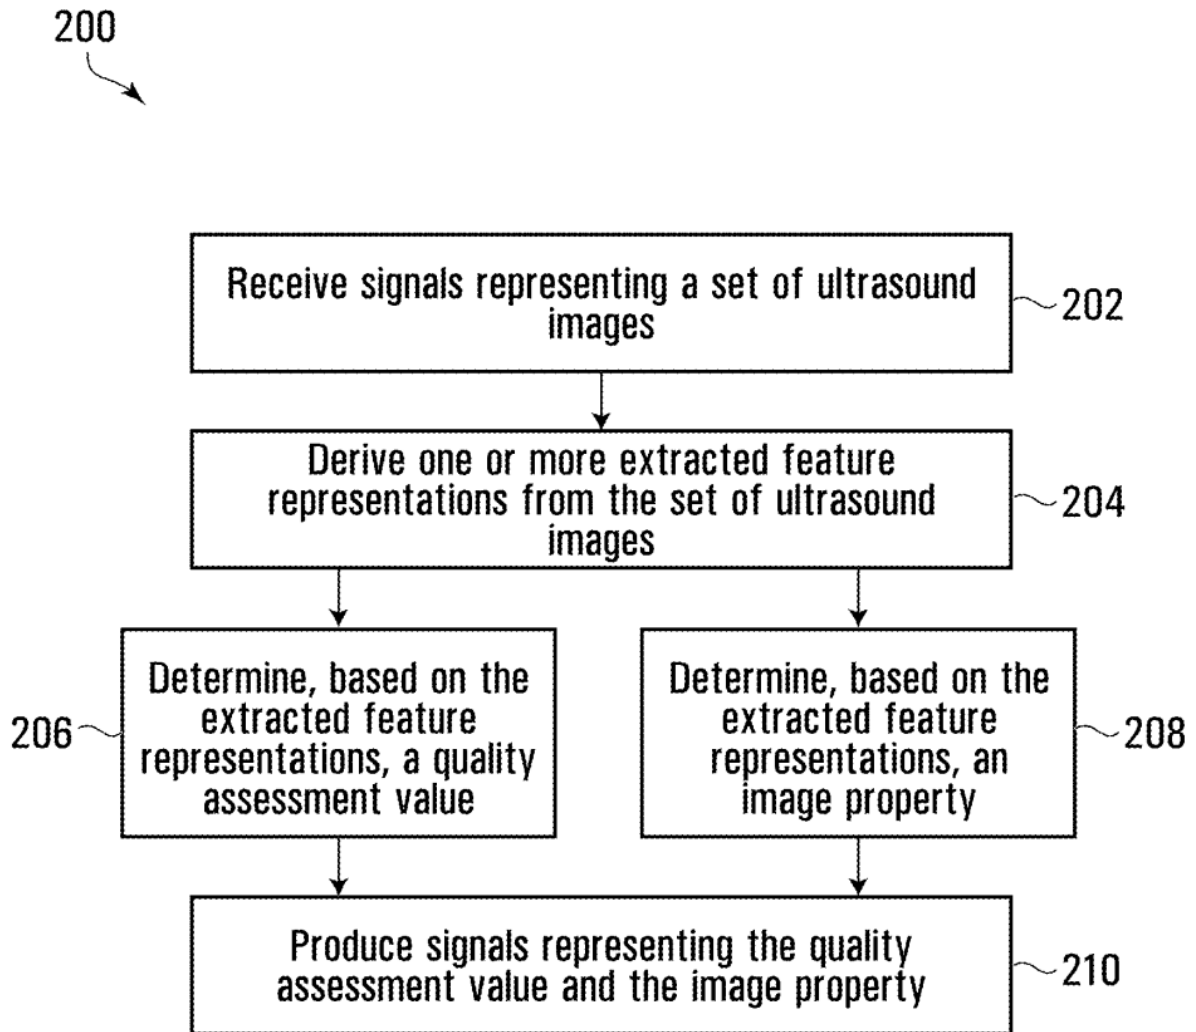 200
Receive signals representing a set of ultrasound
images
202
Derive one or more extracted feature
representations from the set of ultrasound
images
204
206
Determine, based on the
extracted feature
representations, a quality
assessment value
Determine, based on the
extracted feature
representations, an
image property
208
Produce signals representing the quality
assessment value and the image property
210